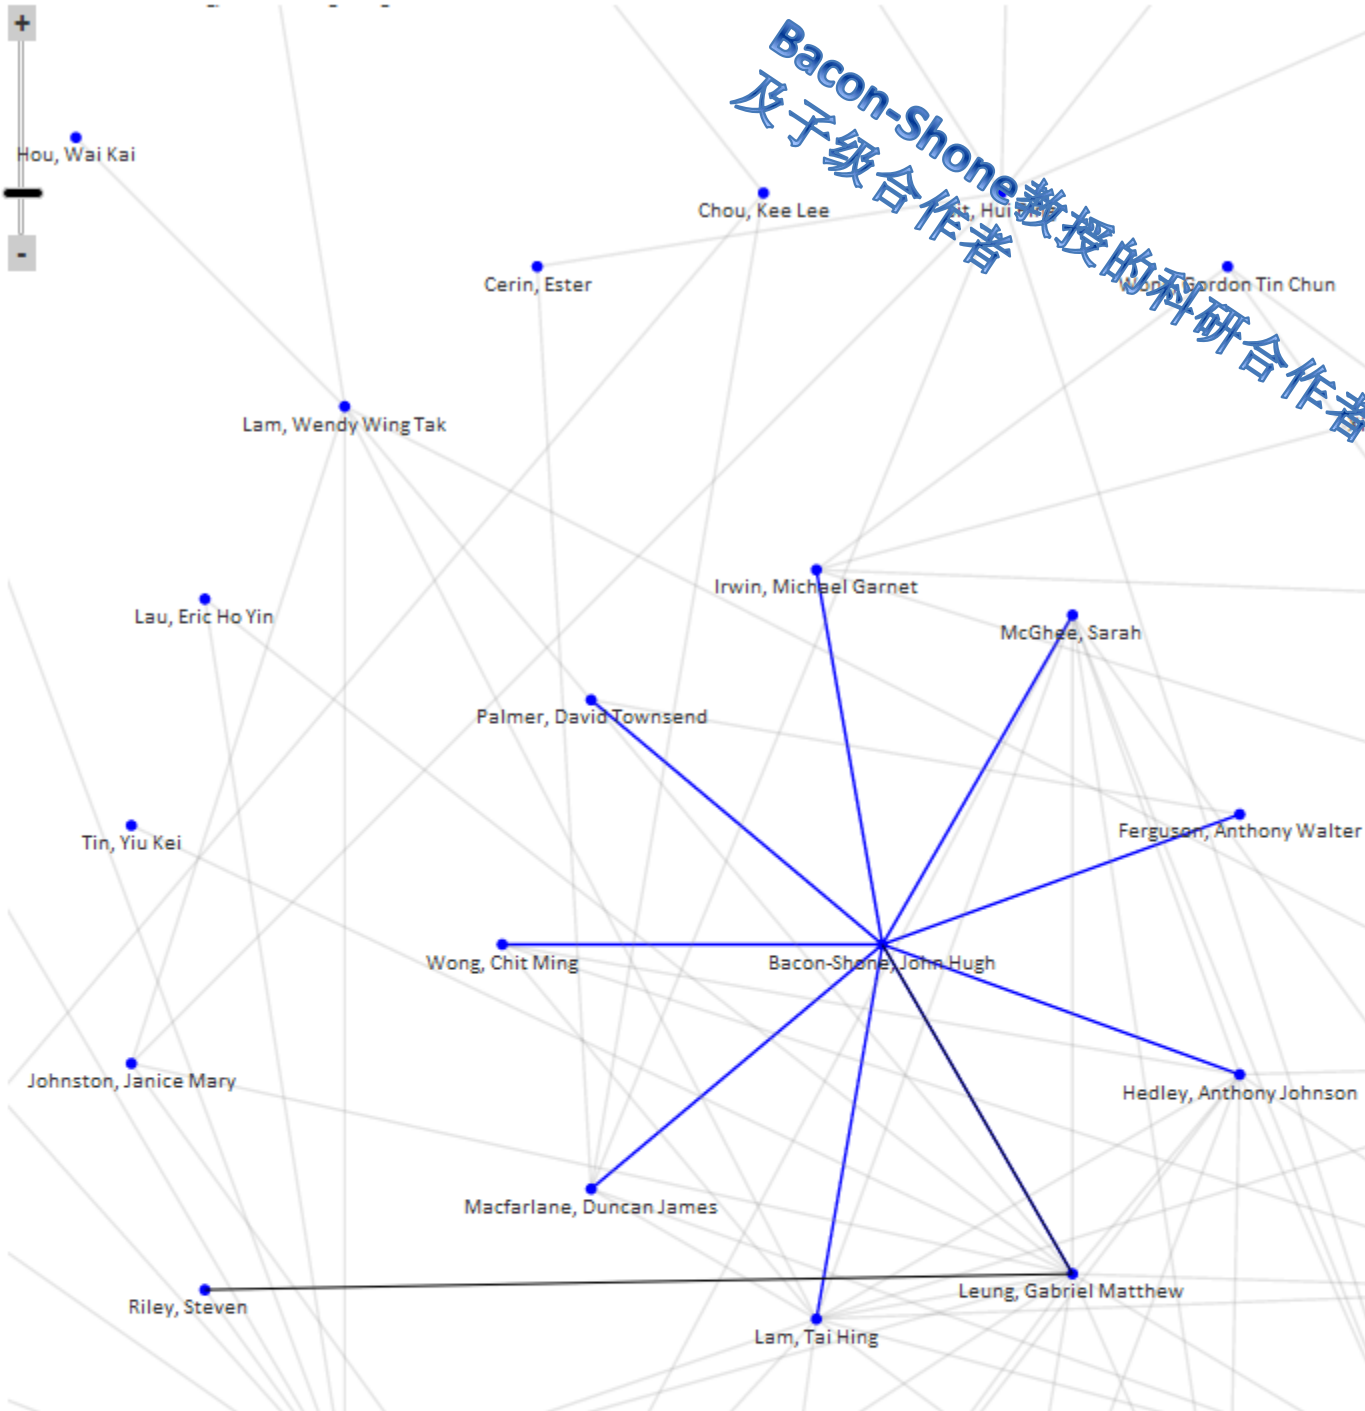 +
-
Bacon-Shone教授的科研合作者
及子级合作者
Hou, Wai Kai
Chou, Kee Lee
Cerin, Ester
Gordon Tin Chun
Lam, Wendy Wing Tak
Irwin, Michael Garnet
Lau, Eric Ho Yin
McGhee, Sarah
Palmer, David Townsend
Ferguson, Anthony Walter
Tin, Yiu Kei
Wong, Chit Ming
Bacon-Shone, John Hugh
Johnston, Janice Mary
Hedley, Anthony Johnson
Macfarlane, Duncan James
Leung, Gabriel Matthew
Riley, Steven
Lam, Tai Hing